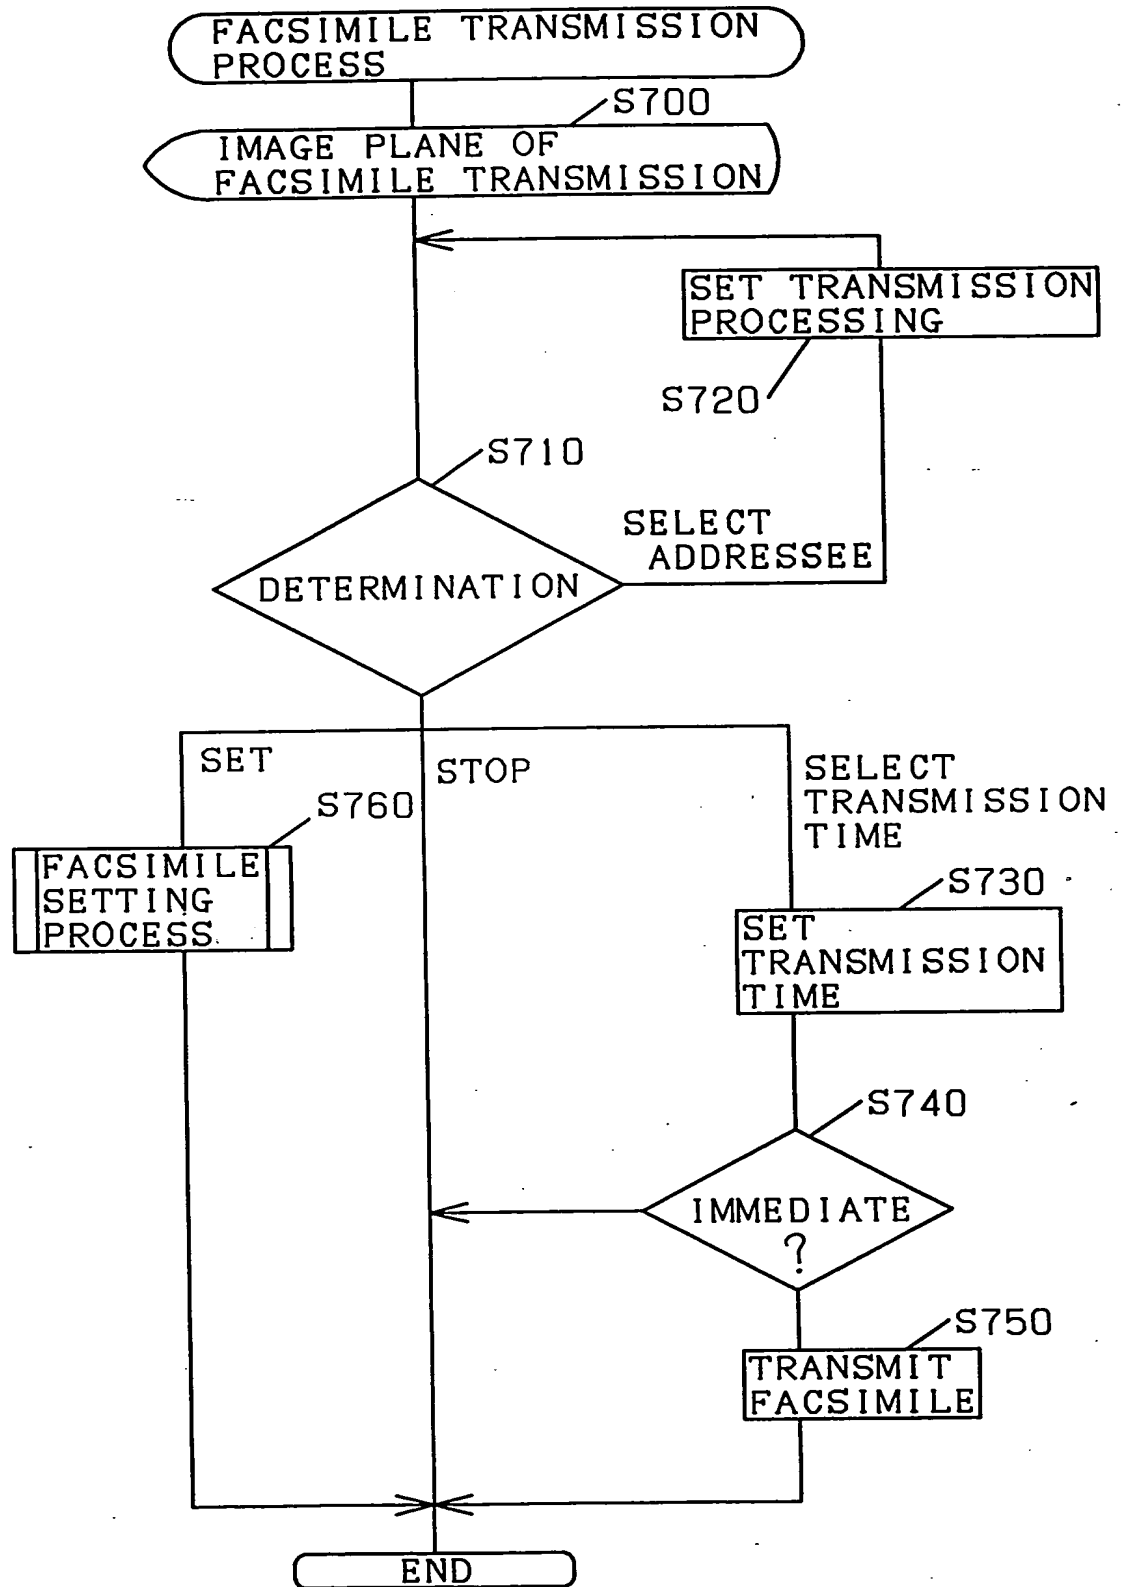 FACSIMILE TRANSMISSION
PROCESS
S700
IMAGE PLANE OF
FACSIMILE TRANSMISSION
SET TRANSMISSION
PROCESSING
S720
S710
SELECT
ADDRESSEE
DETERMINATION
SET
STOP
SELECT
TRANSMISSION
TIME
S760
FACSIMILE
SETTING
PROCESS
S730
SET
TRANSMISSION
TIME
S740
IMMEDIATE
?
S750
TRANSMIT
FACSIMILE
END